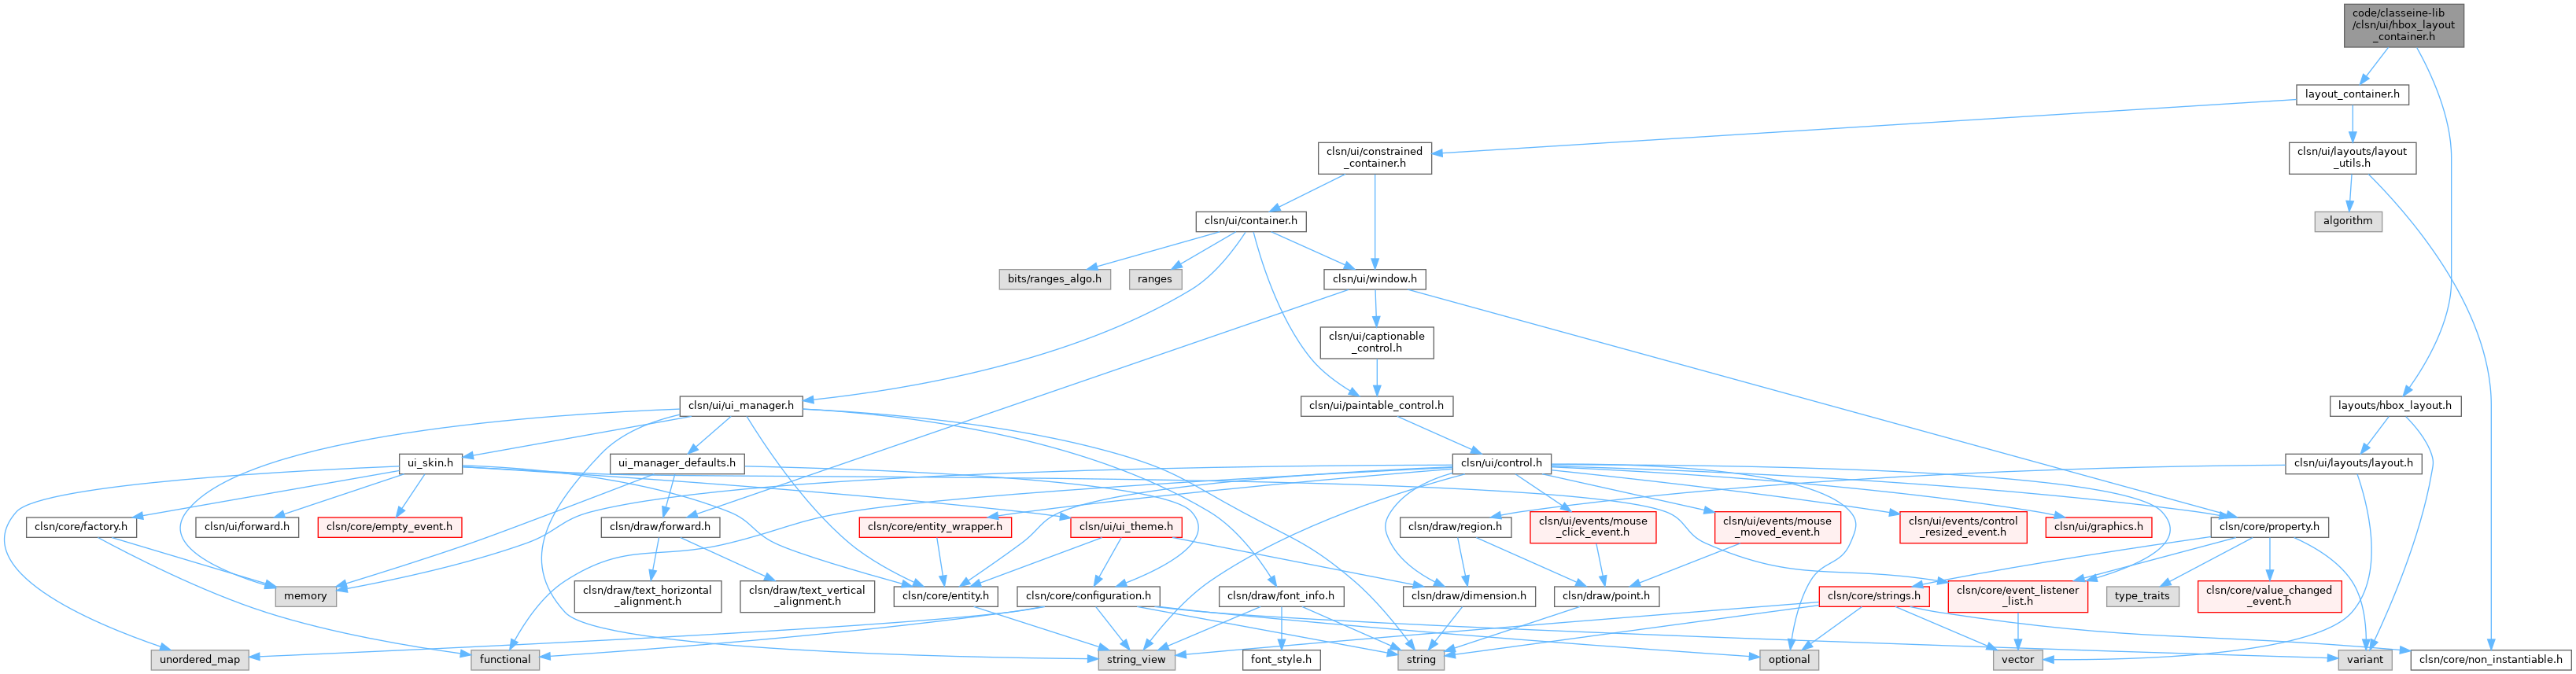 code/classeine-lib
/clsn/ui/hbox_layout
_container.h
layout_container.h
clsn/ui/constrained
_container.h
clsn/ui/layouts/layout
_utils.h
clsn/ui/container.h
algorithm
bits/ranges_algo.h
ranges
clsn/ui/window.h
clsn/ui/captionable
_control.h
clsn/ui/ui_manager.h
clsn/ui/paintable_control.h
layouts/hbox_layout.h
ui_skin.h
ui_manager_defaults.h
clsn/ui/control.h
clsn/ui/layouts/layout.h
clsn/core/factory.h
clsn/ui/forward.h
clsn/core/empty_event.h
clsn/draw/forward.h
clsn/core/entity_wrapper.h
clsn/ui/ui_theme.h
clsn/draw/region.h
clsn/ui/events/mouse
_click_event.h
clsn/ui/events/mouse
_moved_event.h
clsn/ui/events/control
_resized_event.h
clsn/ui/graphics.h
clsn/core/property.h
memory
clsn/draw/text_horizontal
_alignment.h
clsn/draw/text_vertical
_alignment.h
clsn/core/entity.h
clsn/core/configuration.h
clsn/draw/font_info.h
clsn/draw/dimension.h
clsn/draw/point.h
clsn/core/strings.h
clsn/core/event_listener
_list.h
type_traits
clsn/core/value_changed
_event.h
unordered_map
functional
string_view
font_style.h
string
optional
vector
variant
clsn/core/non_instantiable.h